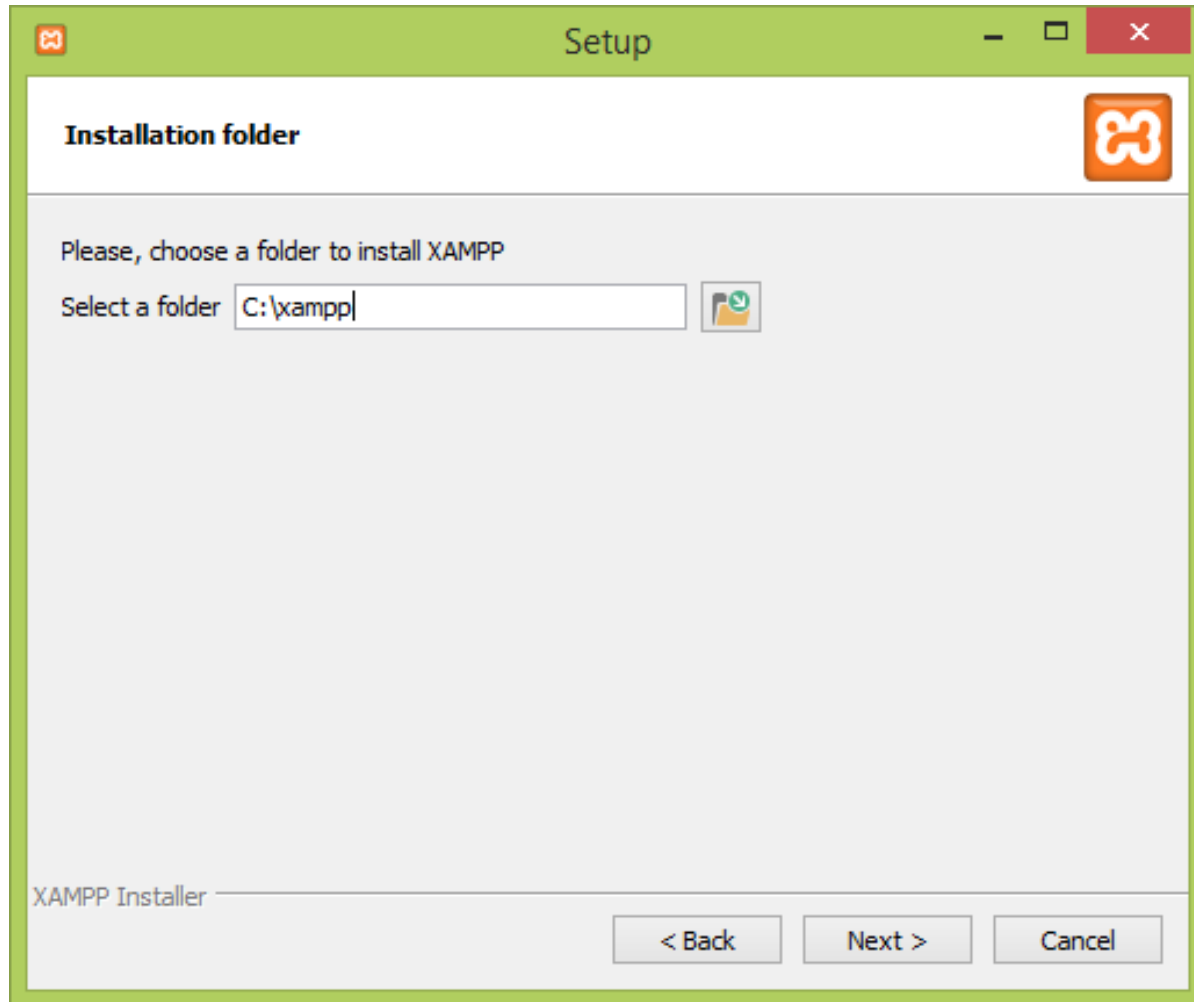 Setup
Installation folder
Please, choose a folder to install XAMPP
Select a folder C:\xampp
XAMPP Installer
< Back Next > Cancel